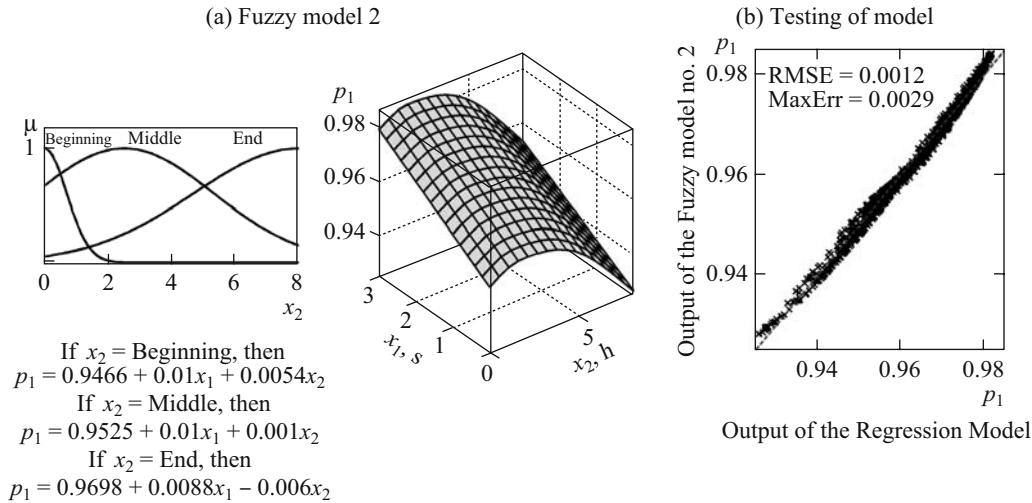 (a) Fuzzy model 2
μ
1
Beginning Middle End
0 2 4 6 8
x₂
If x₂ = Beginning, then
p₁ = 0.9466 + 0.01x₁ + 0.0054x₂
If x₂ = Middle, then
p₁ = 0.9525 + 0.01x₁ + 0.001x₂
If x₂ = End, then
p₁ = 0.9698 + 0.0088x₁ – 0.006x₂
p₁
0.98
0.96
0.94
3
2
1
0
5
x₁, s
x₂, h
(b) Testing of model
p₁
0.98
0.96
0.94
RMSE = 0.0012
MaxErr = 0.0029
Output of the Fuzzy model no. 2
0.94 0.96 0.98
p₁
Output of the Regression Model